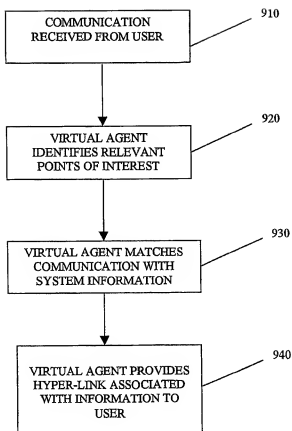 COMMUNICATION
RECEIVED FROM USER
910
VIRTUAL AGENT
IDENTIFIES RELEVANT
POINTS OF INTEREST
920
VIRTUAL AGENT MATCHES
COMMUNICATION WITH
SYSTEM INFORMATION
930
VIRTUAL AGENT PROVIDES
HYPER-LINK ASSOCIATED
WITH INFORMATION TO
USER
940